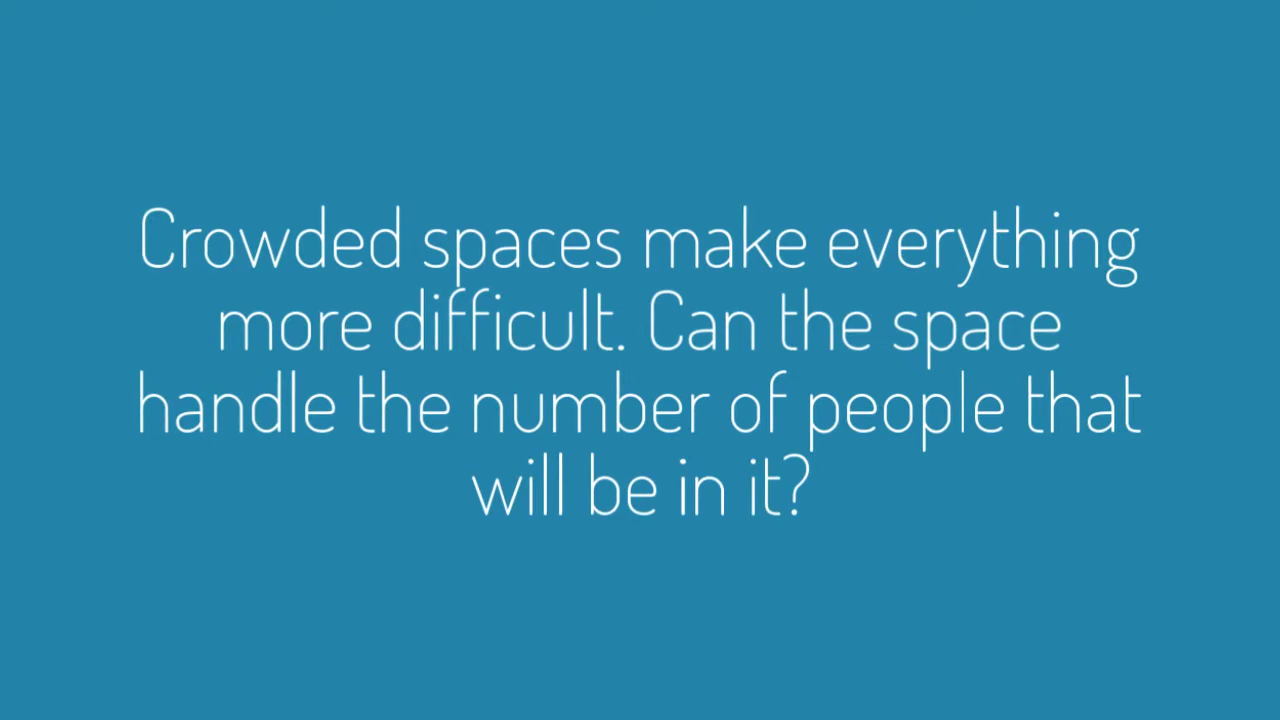 Crowded spaces make everything
more difficult. Can the space
handle the number of people that
will be in it?